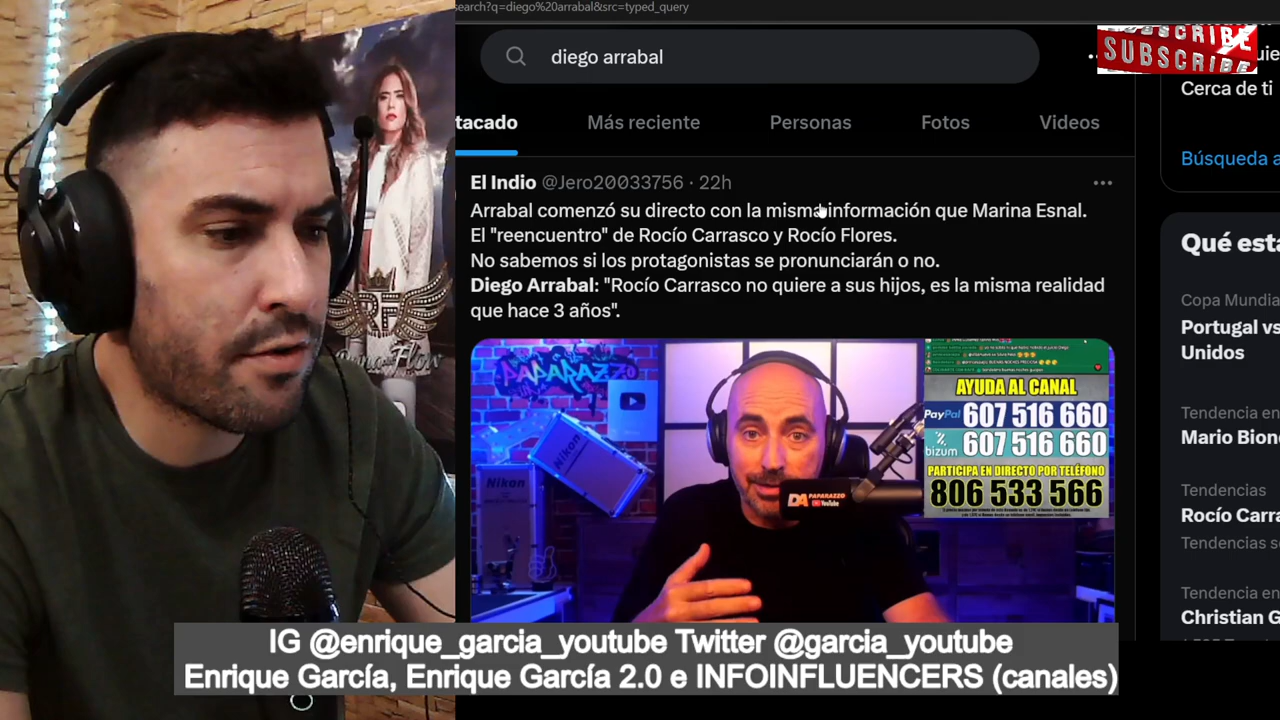 search?q=diego%20arrabal&src=typed_query
diego arrabal
SUBSCRIBE
SUBSCRIBE
tacado
Más reciente
Personas
Fotos
Videos
Cerca de ti
Búsqueda a
El Indio @Jero20033756 · 22h
Arrabal comenzó su directo con la misma información que Marina Esnal.
El "reencuentro" de Rocío Carrasco y Rocío Flores.
No sabemos si los protagonistas se pronunciarán o no.
Diego Arrabal: "Rocío Carrasco no quiere a sus hijos, es la misma realidad
que hace 3 años".
Qué está
Copa Mundia
Portugal vs
Unidos
Tendencia en
Mario Bion
Tendencias
Rocío Carra
Tendencias s
Tendencia en
Christian G
PAPARAZZO
Nikon
Nikon
AYUDA AL CANAL
PayPal 607 516 660
bizum 607 516 660
PARTICIPA EN DIRECTO POR TELÉFONO
806 533 566
DA PAPARAZZO
YouTube
RF
IG @enrique_garcia_youtube Twitter @garcia_youtube
Enrique García, Enrique García 2.0 e INFOINFLUENCERS (canales)